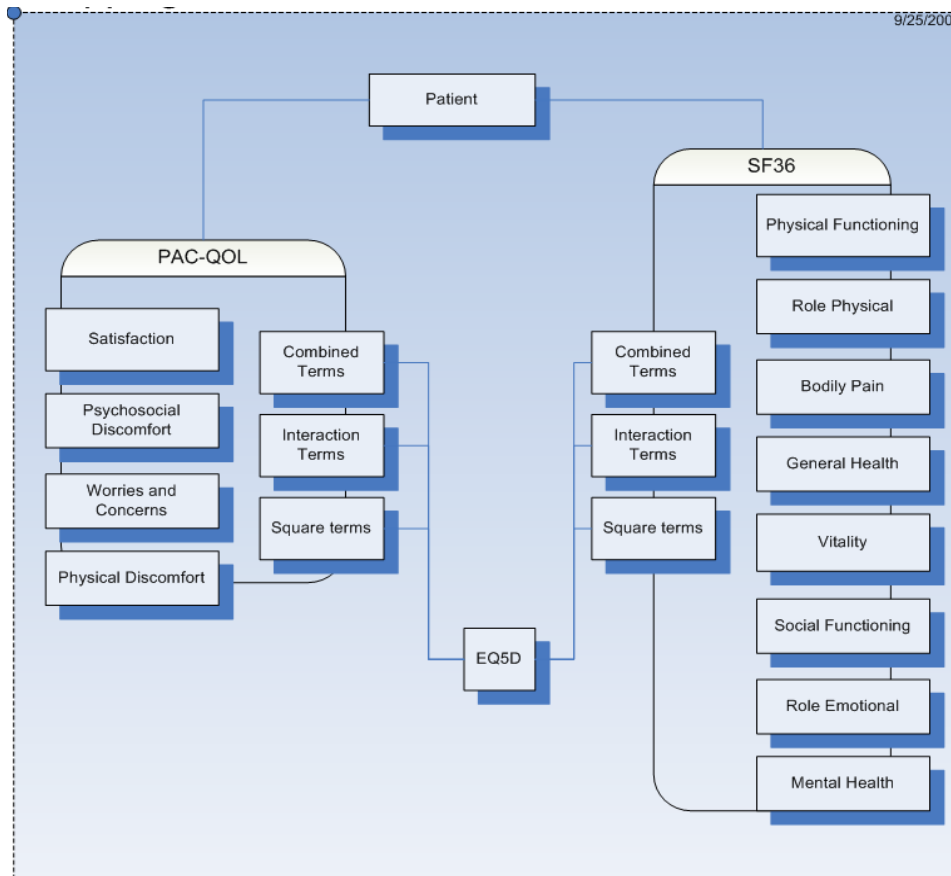 9/25/200
Patient
SF36
Physical Functioning
PAC-QOL
Role Physical
Satisfaction
Combined
Terms
Combined
Terms
Bodily Pain
Psychosocial
Discomfort
Interaction
Terms
Interaction
Terms
General Health
Worries and
Concerns
Square terms
Square terms
Vitality
Physical Discomfort
Social Functioning
EQ5D
Role Emotional
Mental Health